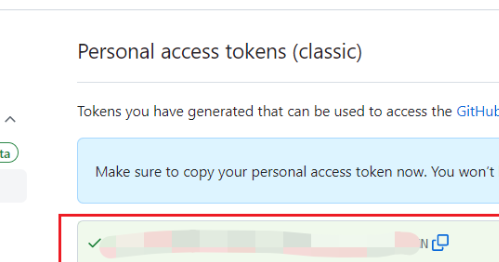 Personal access tokens (classic)
Tokens you have generated that can be used to access the GitHub
ta
Make sure to copy your personal access token now. You won't
N